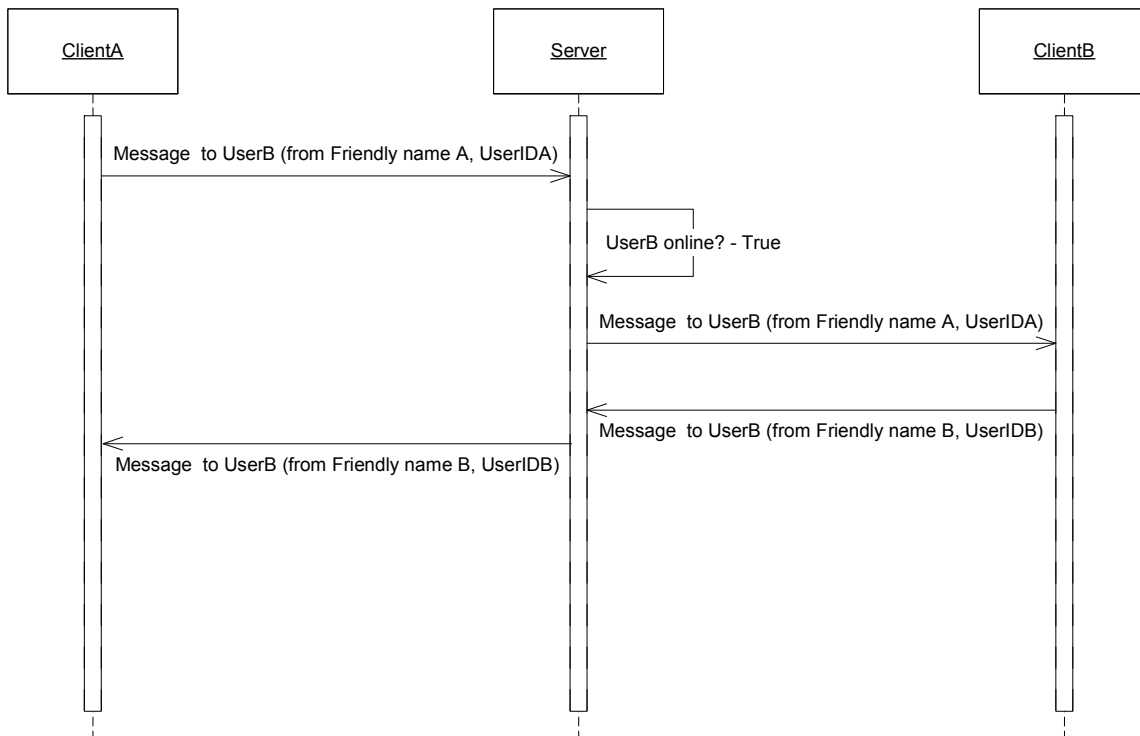 ClientA
Server
ClientB
Message  to UserB (from Friendly name A, UserIDA)
UserB online? - True
Message  to UserB (from Friendly name A, UserIDA)
Message  to UserB (from Friendly name B, UserIDB)
Message  to UserB (from Friendly name B, UserIDB)